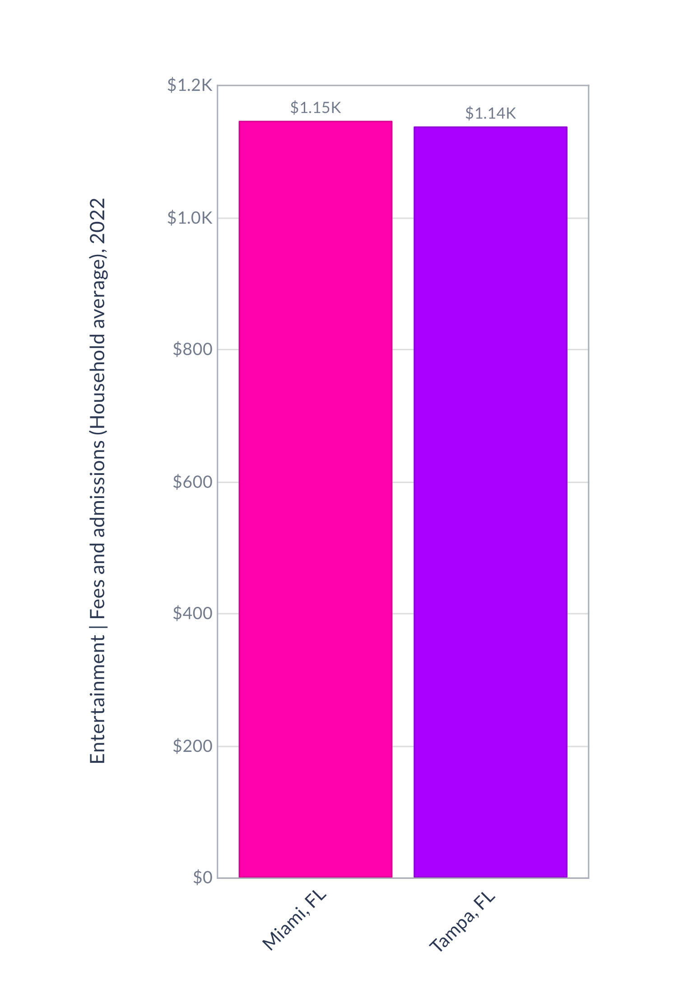 Entertainment | Fees and admissions (Household average), 2022
$1.2K
$1.0K
$800
$600
$400
$200
$0
$1.15K
$1.14K
Miami, FL
Tampa, FL